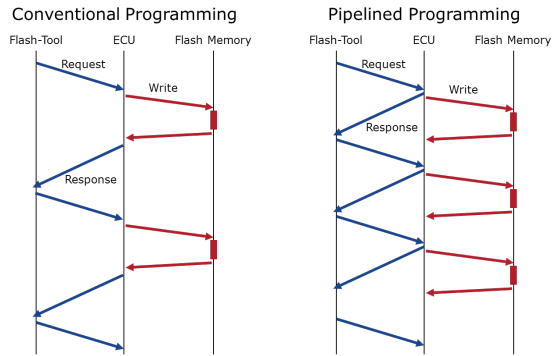 Conventional Programming
Flash-Tool ECU Flash Memory
Request
Write
Response
Pipelined Programming
Flash-Tool ECU Flash Memory
Request
Write
Response